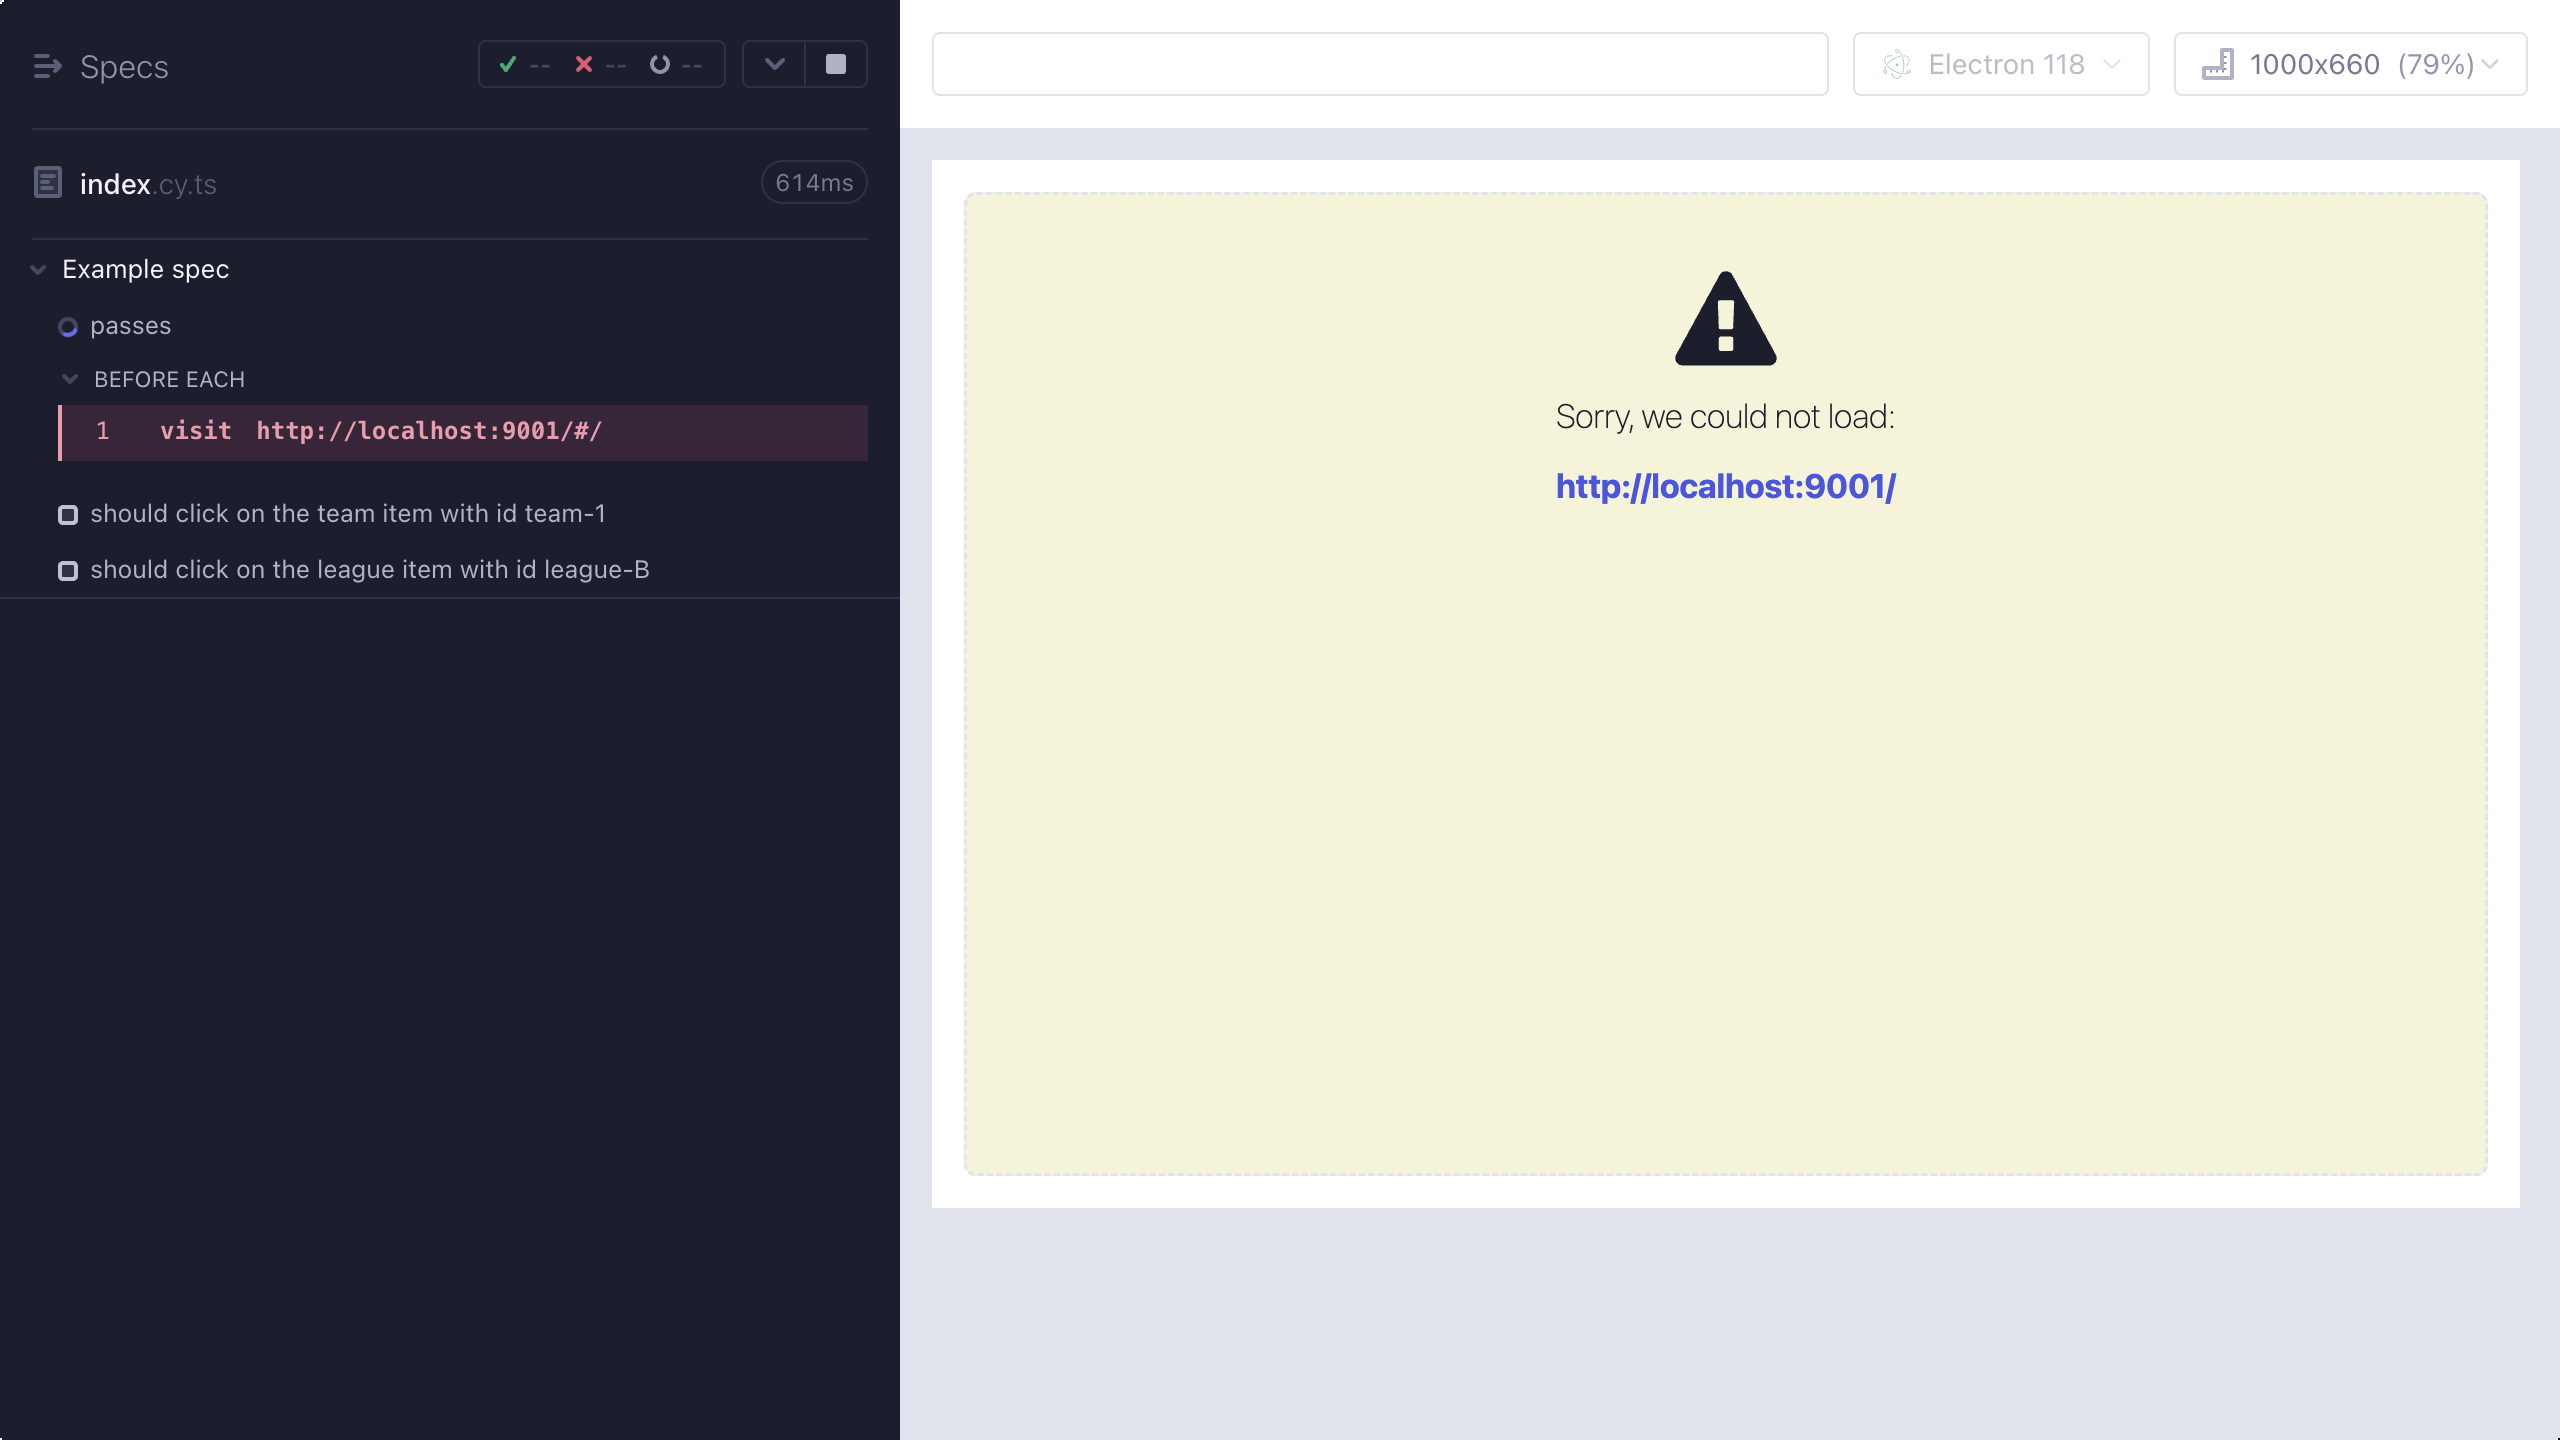 Specs
-- -- --
index.cy.ts
614ms
Example spec
passes
BEFORE EACH
1 visit http://localhost:9001/#/
should click on the team item with id team-1
should click on the league item with id league-B
Electron 118
1000x660 (79%)
Sorry, we could not load:
http://localhost:9001/